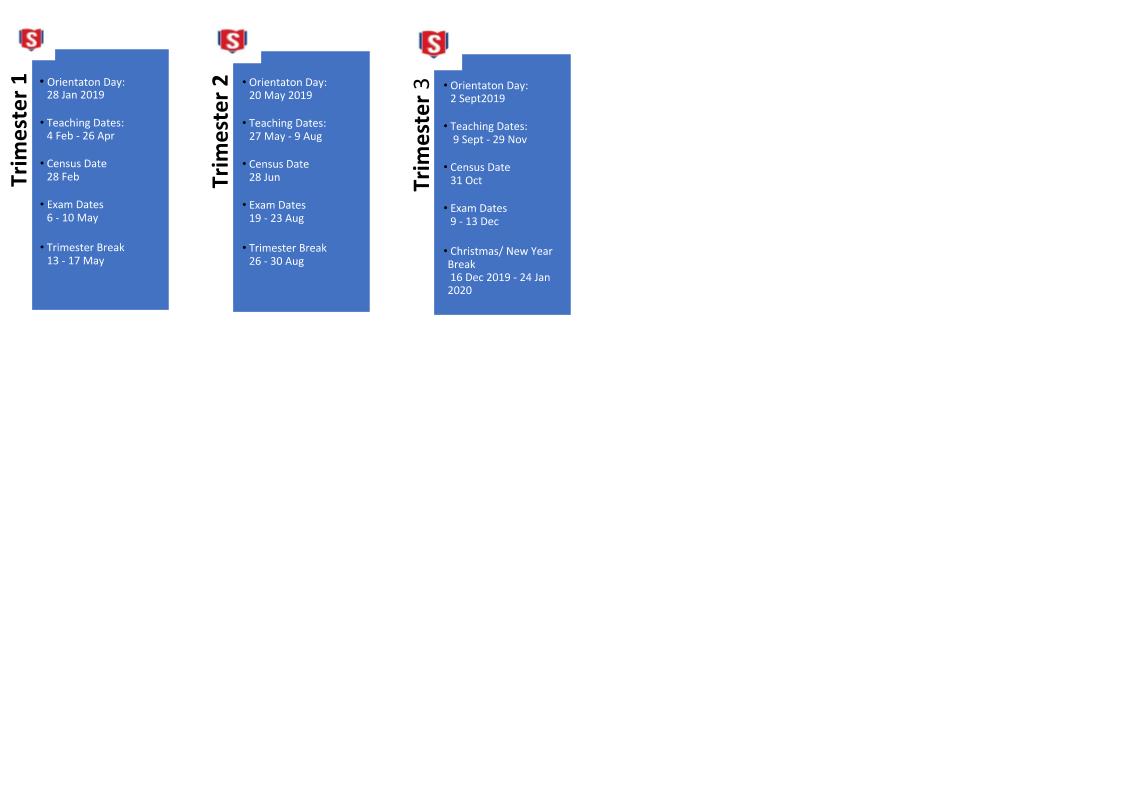 S
Trimester 1
• Orientaton Day:
28 Jan 2019
• Teaching Dates:
4 Feb - 26 Apr
• Census Date
28 Feb
• Exam Dates
6 - 10 May
• Trimester Break
13 - 17 May
S
Trimester 2
• Orientaton Day:
20 May 2019
• Teaching Dates:
27 May - 9 Aug
• Census Date
28 Jun
• Exam Dates
19 - 23 Aug
• Trimester Break
26 - 30 Aug
S
Trimester 3
• Orientaton Day:
2 Sept2019
• Teaching Dates:
9 Sept - 29 Nov
• Census Date
31 Oct
• Exam Dates
9 - 13 Dec
• Christmas/ New Year
Break
16 Dec 2019 - 24 Jan
2020